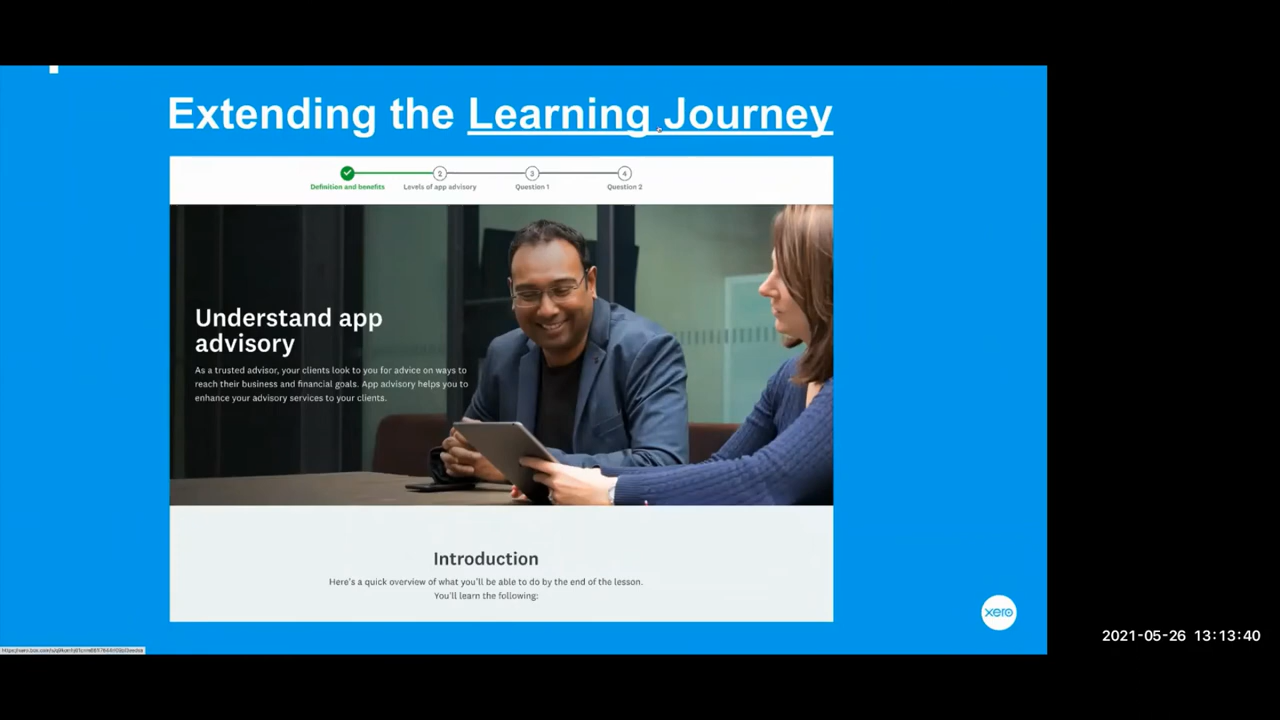 Extending the Learning Journey
2
3
4
Definition and benefits
Levels of app advisory
Question 1
Question 2
Understand app
advisory
As a trusted advisor, your clients look to you for advice on ways to
reach their business and financial goals. App advisory helps you to
enhance your advisory services to your clients.
Introduction
Here's a quick overview of what you'll be able to do by the end of the lesson.
You'll learn the following:
xero
2021-05-26 13:13:40